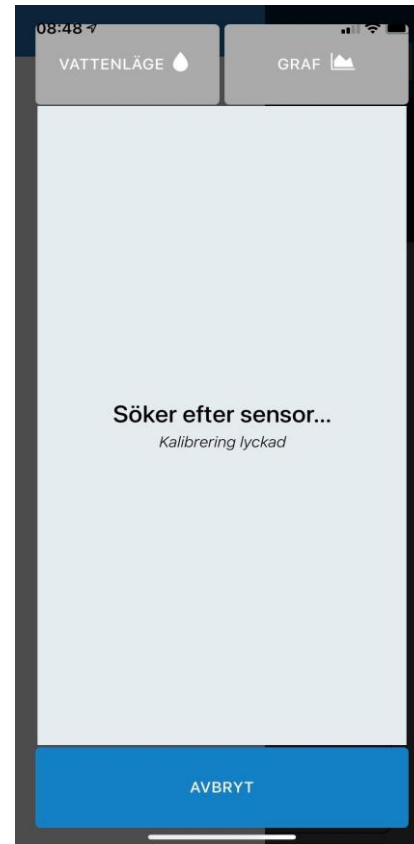 08:48
VATTENLÄGE
GRAF
Söker efter sensor...
Kalibrering lyckad
AVBRYT